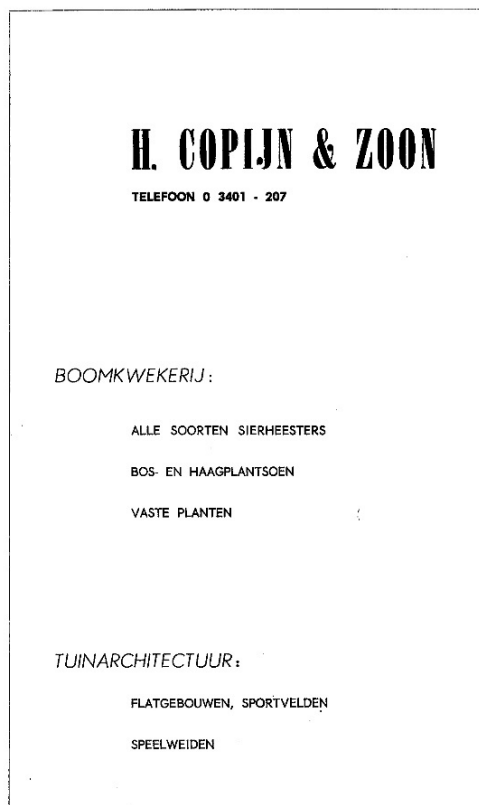 H. COPIJN & ZOON
TELEFOON 0 3401 - 207
BOOMKWEKERIJ:
ALLE SOORTEN SIERHEESTERS
BOS- EN HAAGPLANTSOEN
VASTE PLANTEN
TUINARCHITECTUUR:
FLATGEBOUWEN, SPORTVELDEN
SPEELWEIDEN